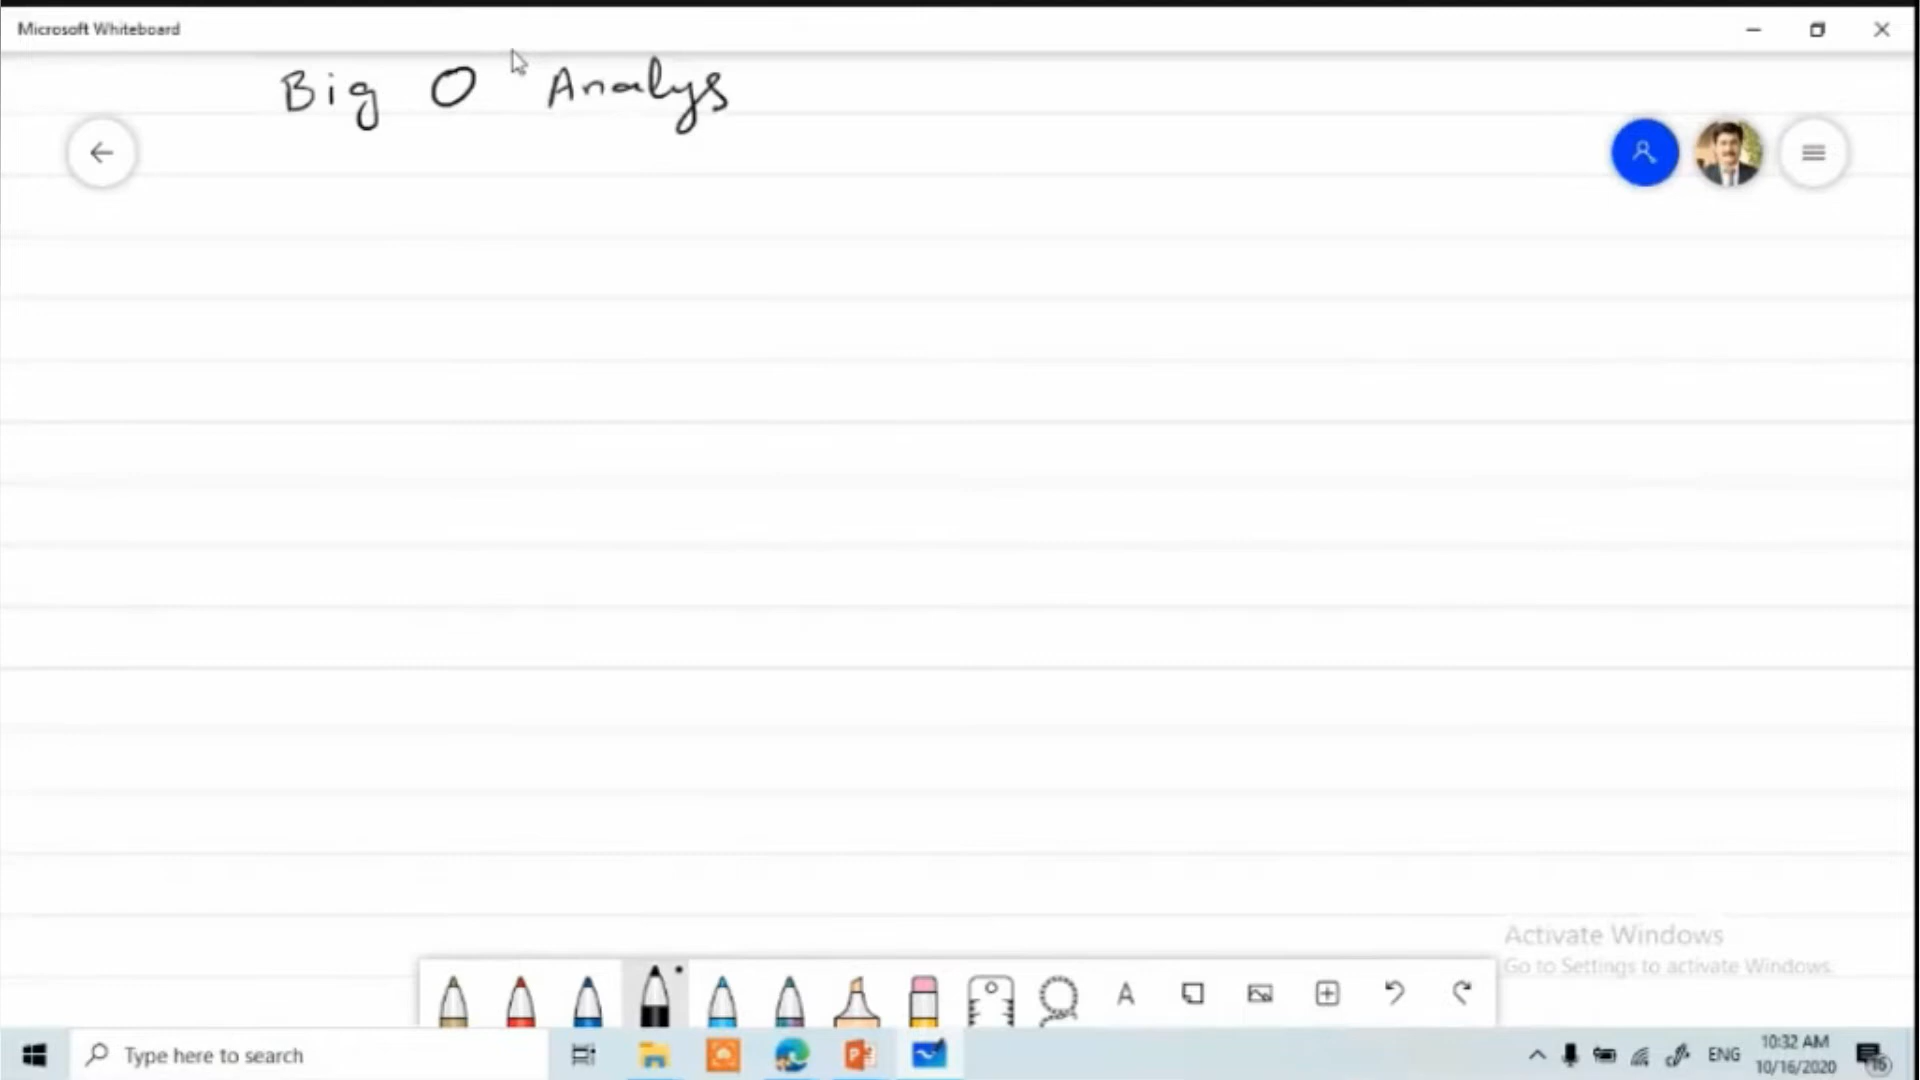 Microsoft Whiteboard
Big O Analys
A
Activate Windows
Go to Settings to activate Windows.
Type here to search
ENG
10:32 AM
10/16/2020
16